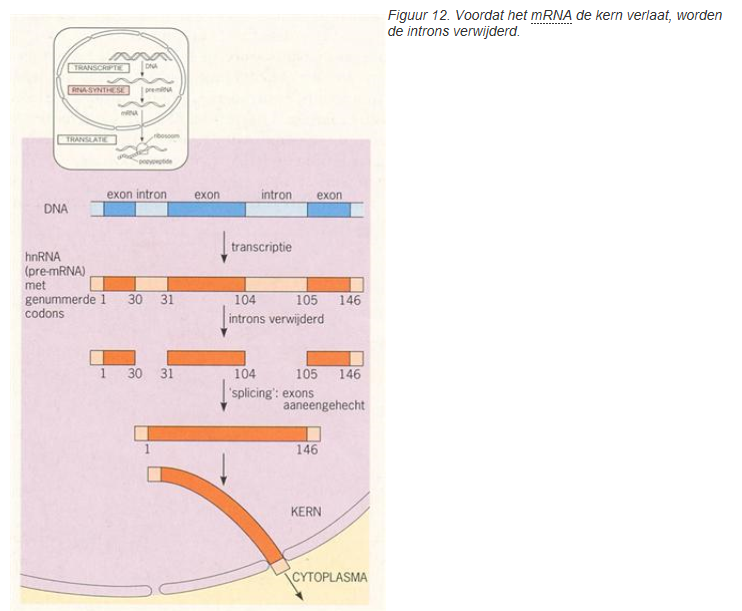 Figuur 12. Voordat het mRNA de kern verlaat, worden
de introns verwijderd.
TRANSCRIPTIE
DNA
RNA-SYNTHESE
pre-mRNA
mRNA
TRANSLATIE
ribosoom
popypeptide
exon intron exon intron exon
DNA
transcriptie
hnRNA
(pre-mRNA)
met
genummerde
codons
1 30 31 104 105 146
introns verwijderd
1 30 31 104 105 146
'splicing': exons
aaneengehecht
1 146
KERN
CYTOPLASMA